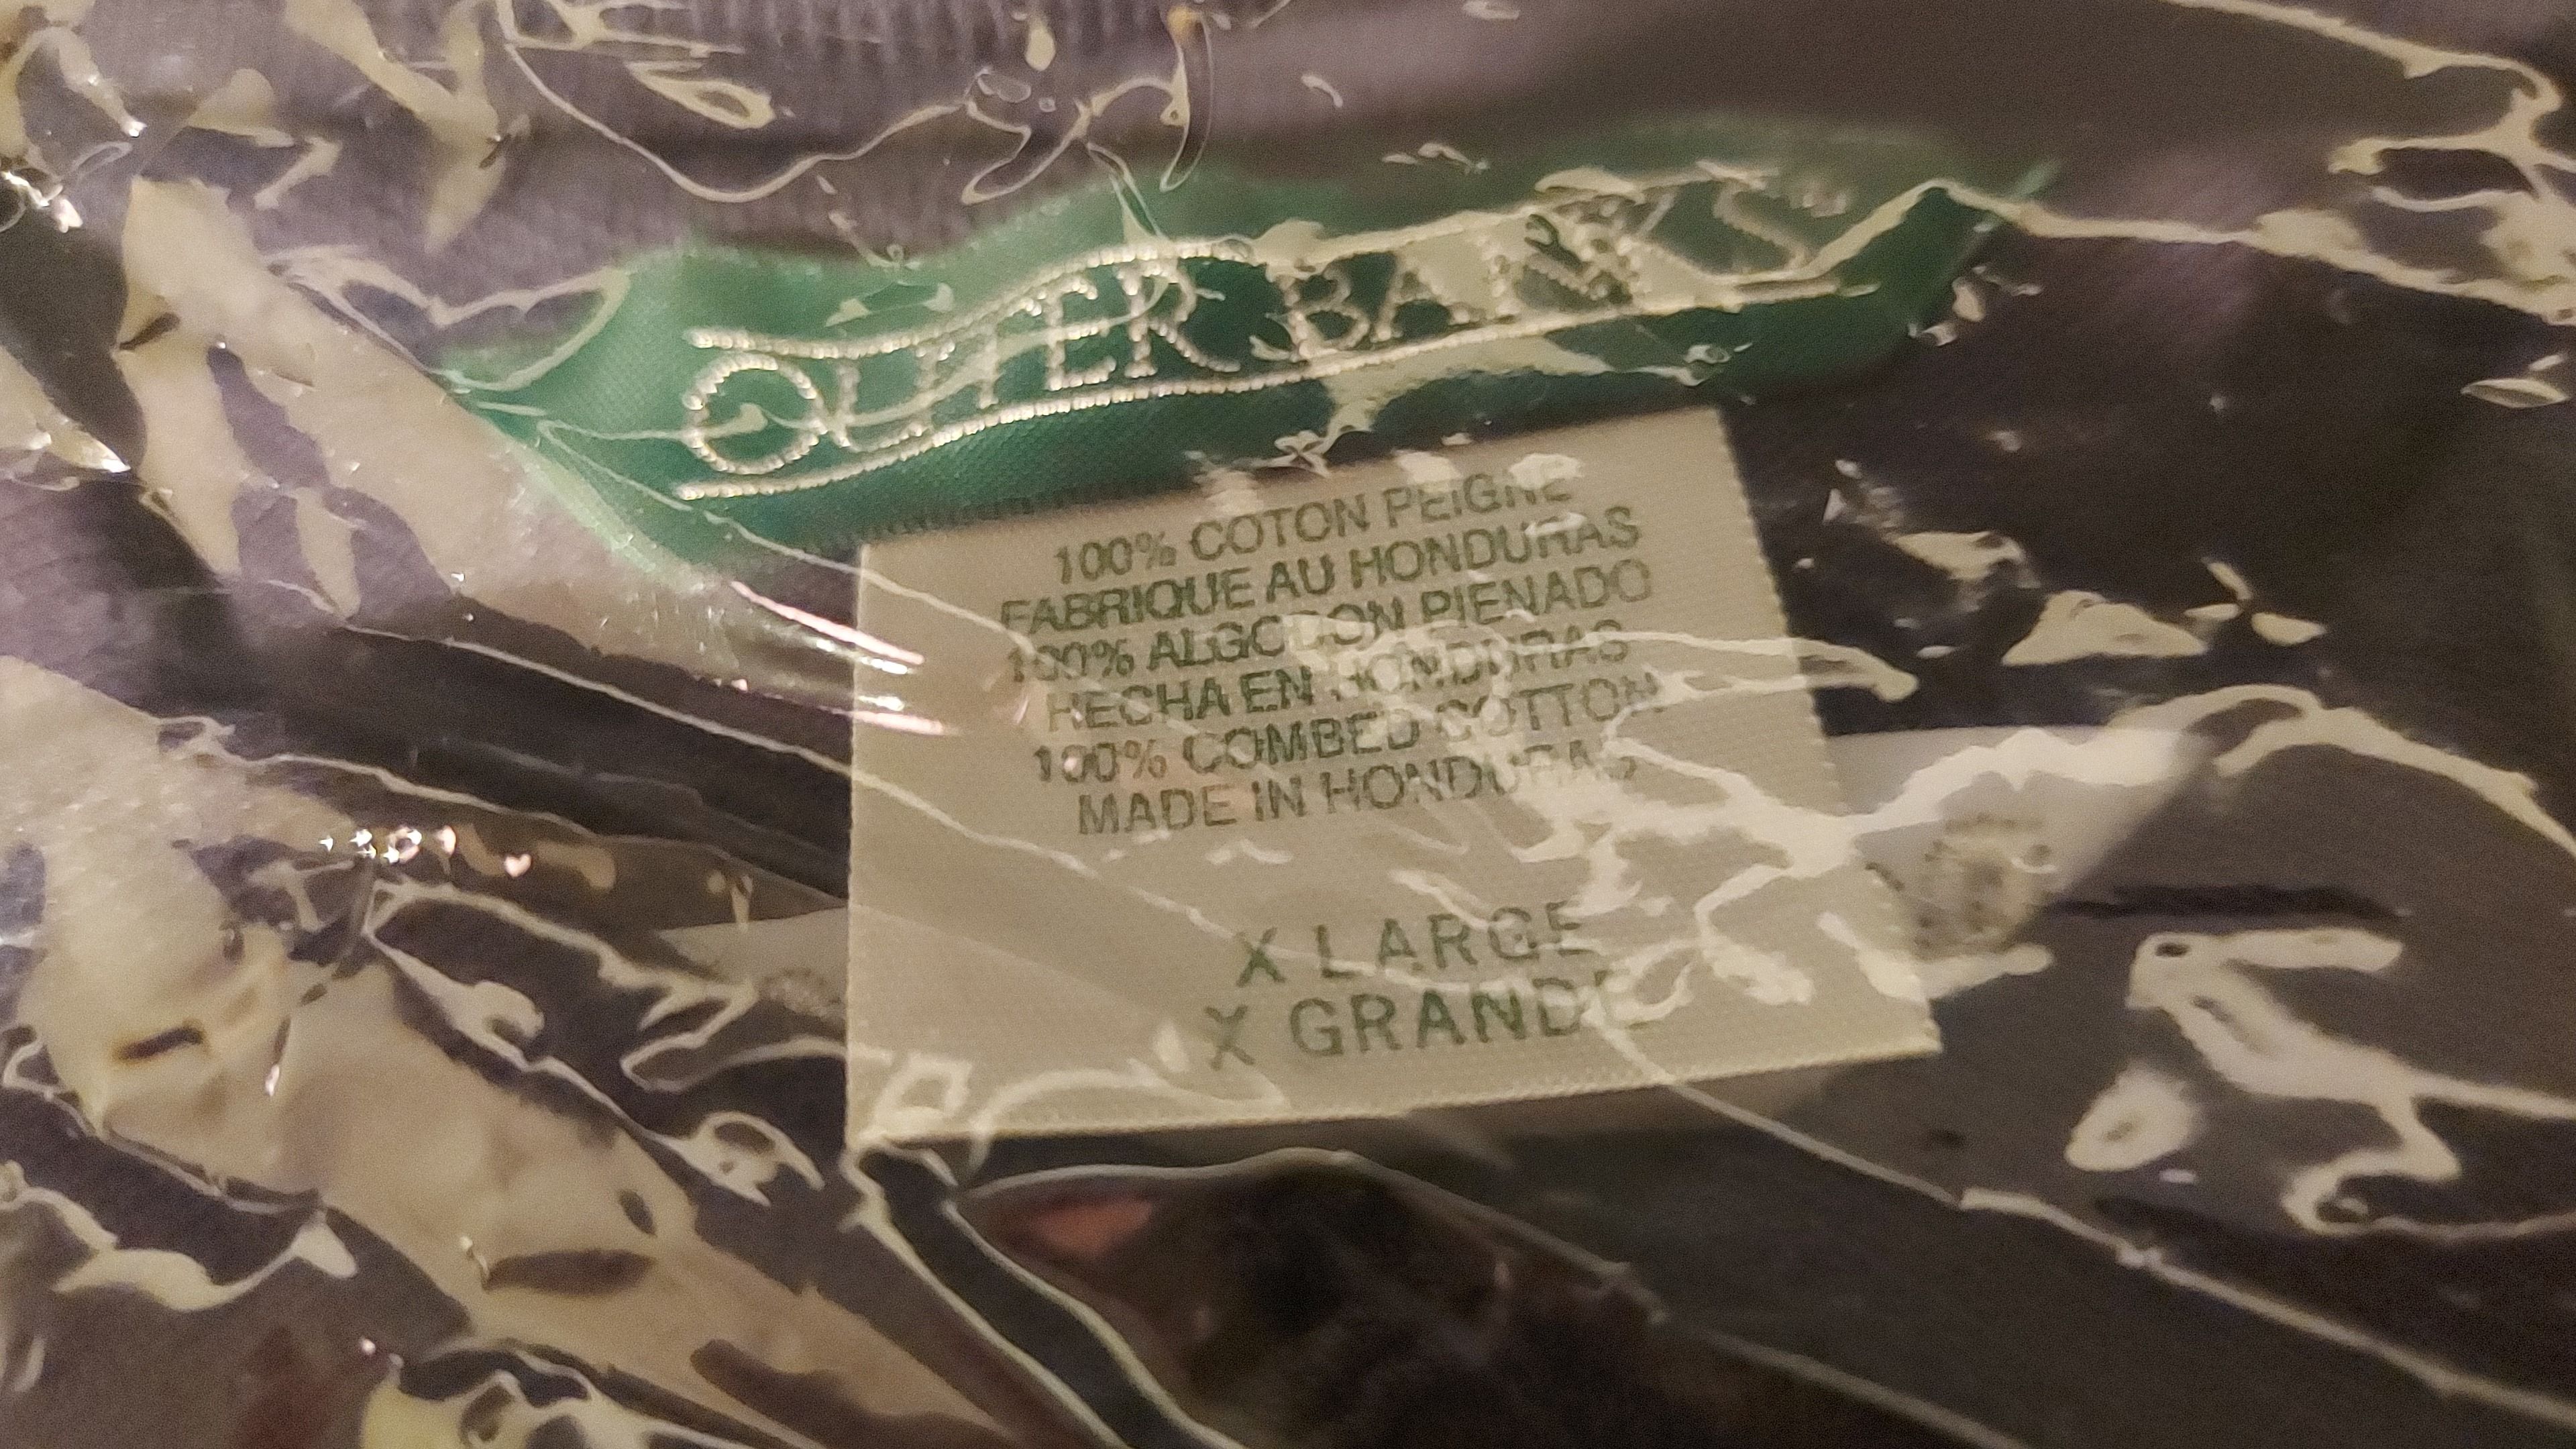 OUTER BANKS
100% COTON PEIGNE
FABRIQUE AU HONDURAS
100% ALGODON PIENADO
HECHA EN HONDURAS
100% COMBED COTTON
MADE IN HONDURAS
X LARGE
X GRANDE